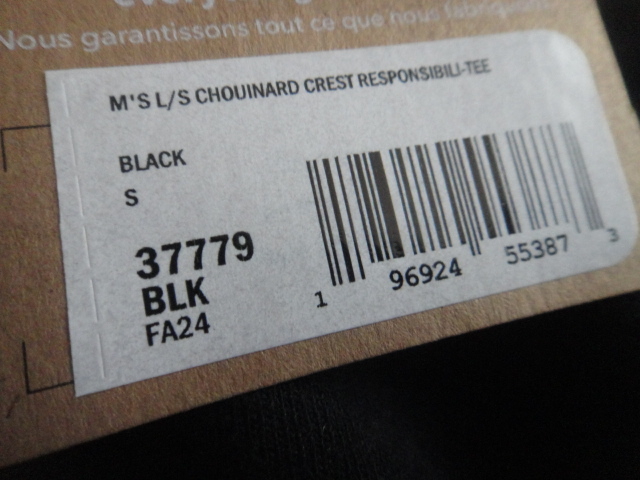 Nous garantissons tout ce que nous fabriquons.
M'S L/S CHOUINARD CREST RESPONSIBILI-TEE
BLACK
S
37779
BLK
FA24
1 96924 55387 3